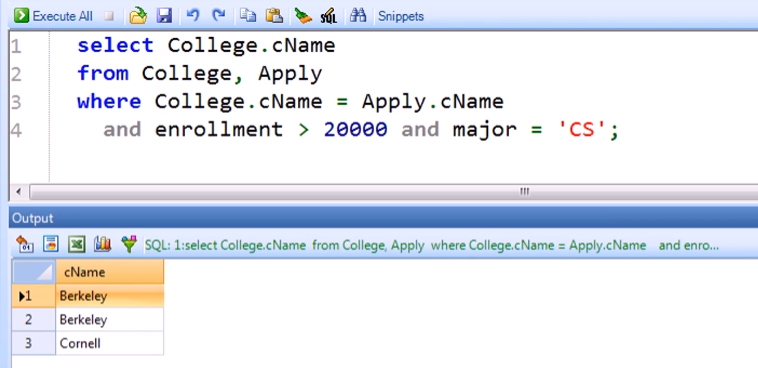 Execute All SQL Snippets
1 select College.cName
2 from College, Apply
3 where College.cName = Apply.cName
4 and enrollment > 20000 and major = 'CS';
Output
SQL: 1:select College.cName from College, Apply where College.cName = Apply.cName and enro...
cName
1 Berkeley
2 Berkeley
3 Cornell